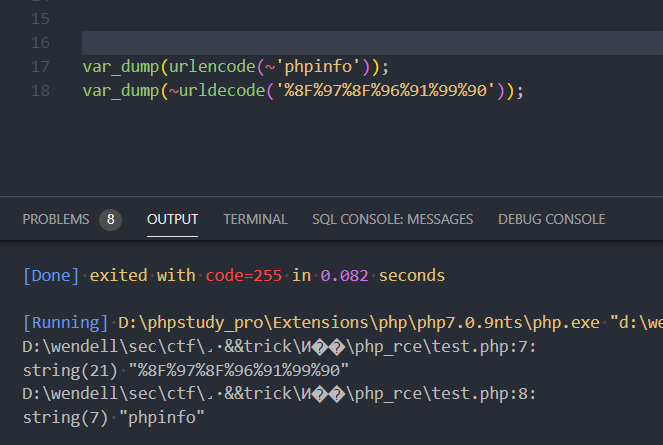 15
16
17 var_dump(urlencode(~'phpinfo'));
18 var_dump(~urldecode('%8F%97%8F%96%91%99%90'));
PROBLEMS 8 OUTPUT TERMINAL SQL CONSOLE: MESSAGES DEBUG CONSOLE
[Done] exited with code=255 in 0.082 seconds
[Running] D:\phpstudy_pro\Extensions\php\php7.0.9nts\php.exe "d:\we
D:\wendell\sec\ctf\.·&&trick\И��\php_rce\test.php:7:
string(21) "%8F%97%8F%96%91%99%90"
D:\wendell\sec\ctf\.·&&trick\И��\php_rce\test.php:8:
string(7) "phpinfo"